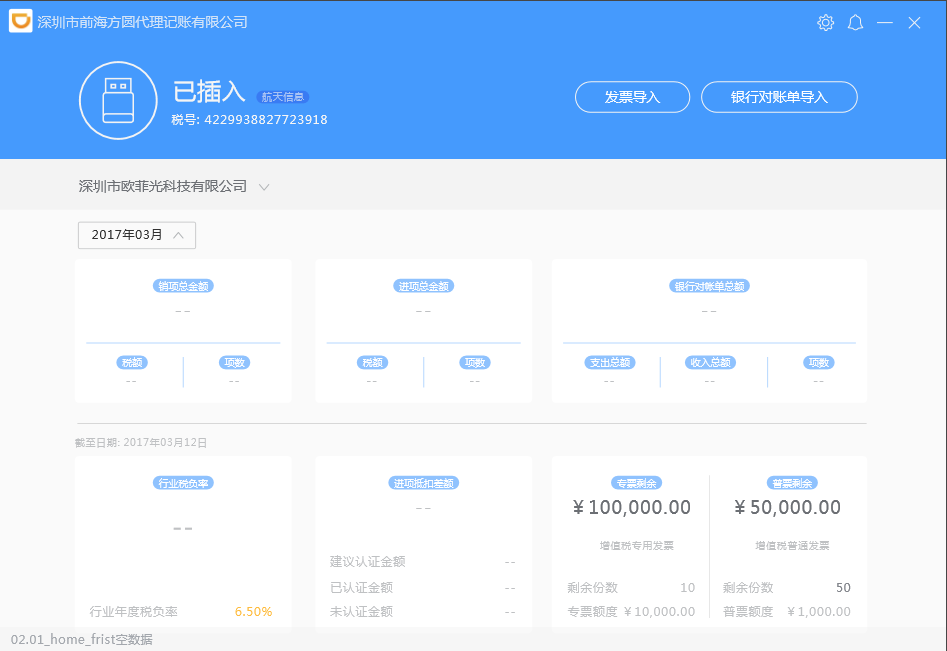 深圳市前海方圆代理记账有限公司
已插入 航天信息
税号: 4229938827723918
发票导入 银行对账单导入
深圳市欧菲光科技有限公司
2017年03月
销项总金额 进项总金额 银行对帐单总额
-- -- --
税额 项数 税额 项数 支出总额 收入总额 项数
-- -- -- -- -- -- --
截至日期: 2017年03月12日
行业税负率 进项抵扣差额 专票剩余 普票剩余
-- -- ¥100,000.00 ¥50,000.00
增值税专用发票 增值税普通发票
建议认证金额 --
已认证金额 -- 剩余份数 10 剩余份数 50
行业年度税负率 6.50% 未认证金额 -- 专票额度 ¥10,000.00 普票额度 ¥1,000.00
02.01_home_frist空数据